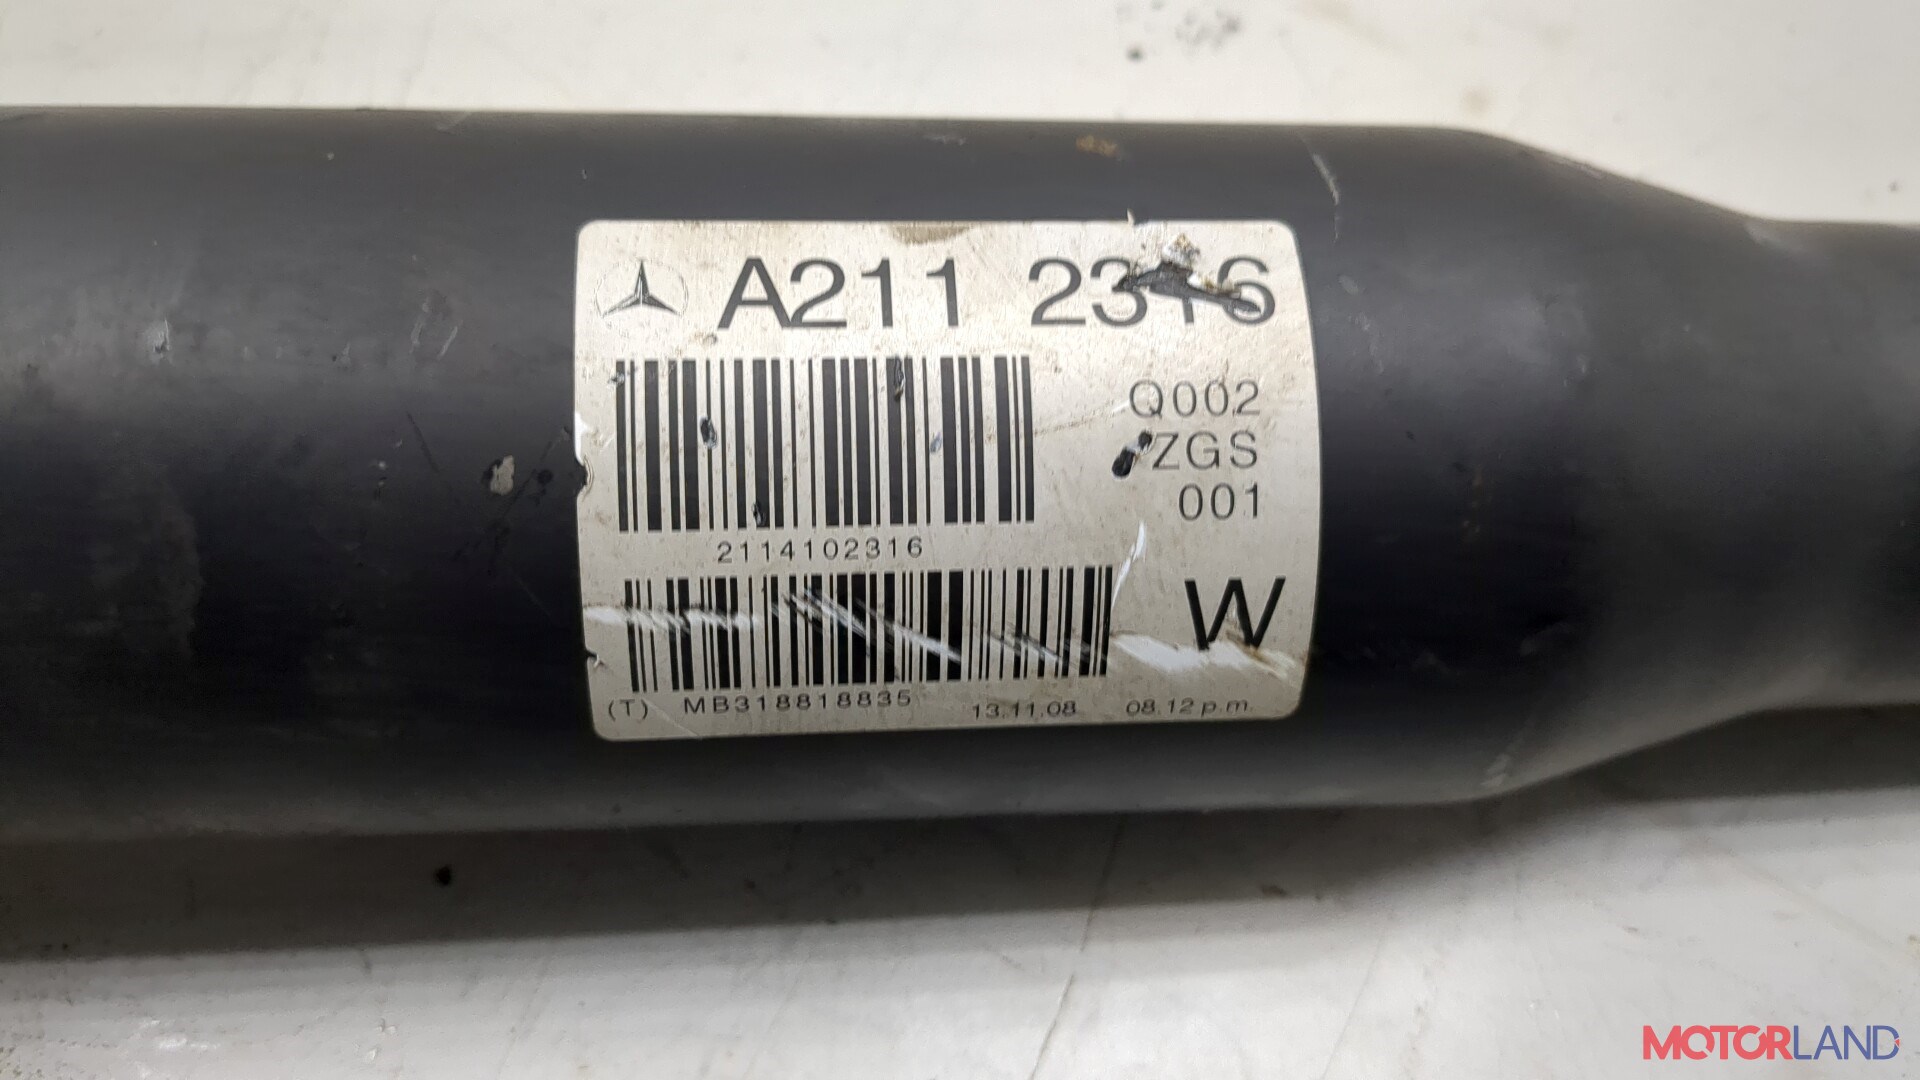 A211 2316
Q002
ZGS
001
2114102316
W
(T) MB318818835 13.11.08 08.12 p.m.
MOTORLAND